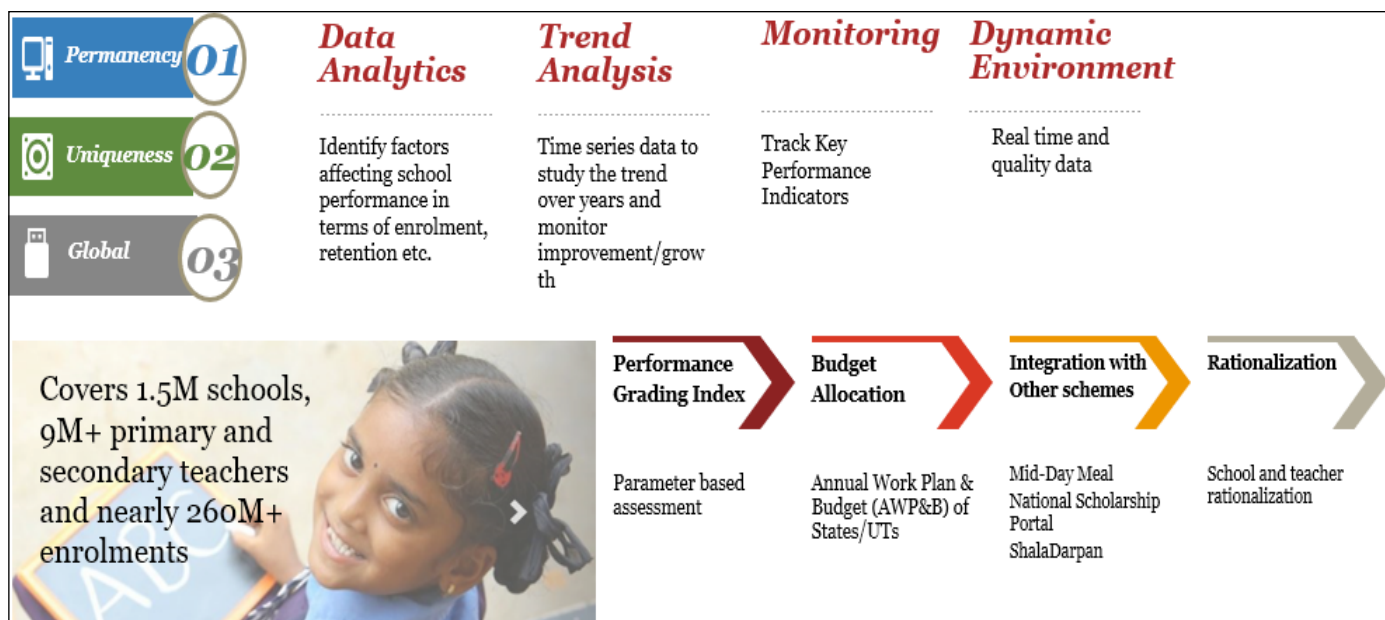 Permanency 01
Uniqueness 02
Global 03
Data
Analytics
Identify factors
affecting school
performance in
terms of enrolment,
retention etc.
Trend
Analysis
Time series data to
study the trend
over years and
monitor
improvement/grow
th
Monitoring
Track Key
Performance
Indicators
Dynamic
Environment
Real time and
quality data
Covers 1.5M schools,
9M+ primary and
secondary teachers
and nearly 260M+
enrolments
ABC
Performance
Grading Index
Parameter based
assessment
Budget
Allocation
Annual Work Plan &
Budget (AWP&B) of
States/UTs
Integration with
Other schemes
Mid-Day Meal
National Scholarship
Portal
ShalaDarpan
Rationalization
School and teacher
rationalization